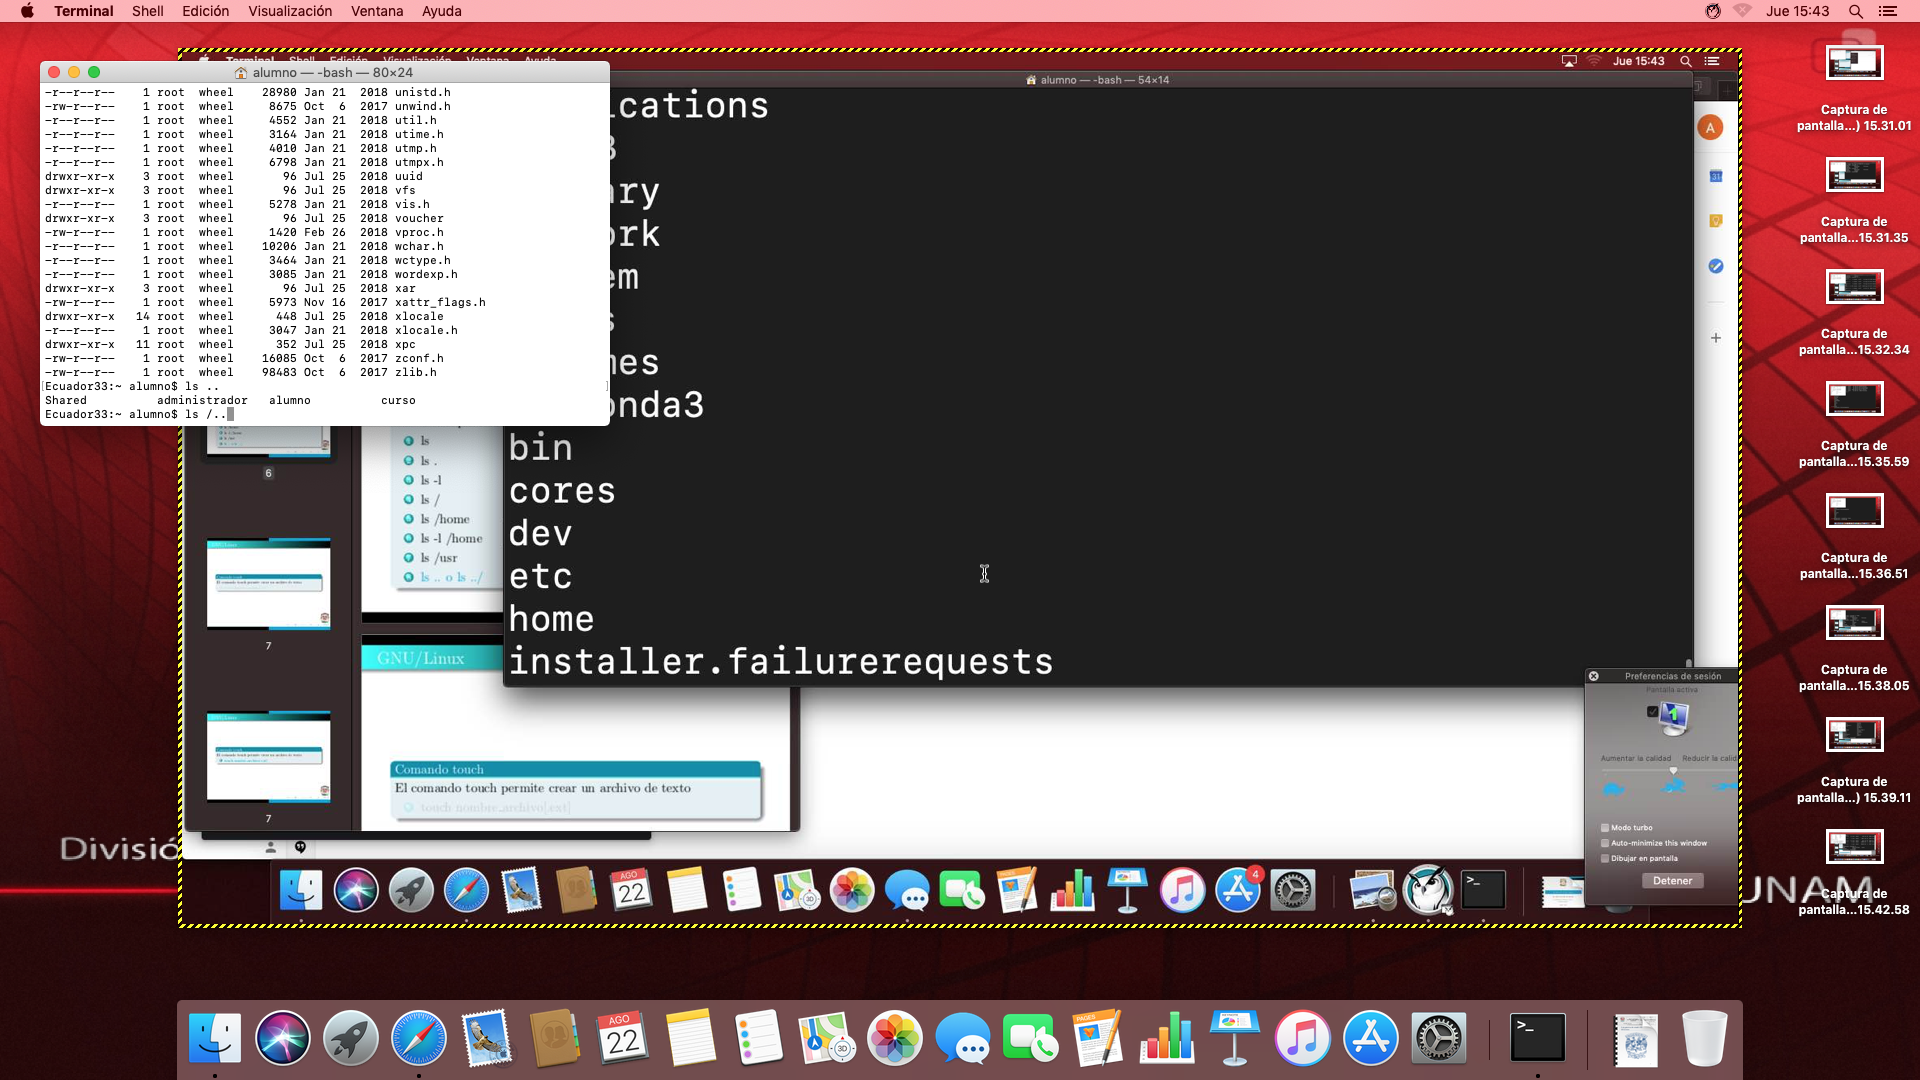 Terminal Shell Edición Visualización Ventana Ayuda
Jue 15:43
alumno — -bash — 80×24
-r--r--r-- 1 root wheel 28980 Jan 21 2018 unistd.h
-rw-r--r-- 1 root wheel 8675 Oct 6 2017 unwind.h
-r--r--r-- 1 root wheel 4552 Jan 21 2018 util.h
-r--r--r-- 1 root wheel 3164 Jan 21 2018 utime.h
-r--r--r-- 1 root wheel 4010 Jan 21 2018 utmp.h
-r--r--r-- 1 root wheel 6798 Jan 21 2018 utmpx.h
drwxr-xr-x 3 root wheel 96 Jul 25 2018 uuid
drwxr-xr-x 3 root wheel 96 Jul 25 2018 vfs
-r--r--r-- 1 root wheel 5278 Jan 21 2018 vis.h
drwxr-xr-x 3 root wheel 96 Jul 25 2018 voucher
-rw-r--r-- 1 root wheel 1420 Feb 26 2018 vproc.h
-r--r--r-- 1 root wheel 10206 Jan 21 2018 wchar.h
-r--r--r-- 1 root wheel 3464 Jan 21 2018 wctype.h
-r--r--r-- 1 root wheel 3085 Jan 21 2018 wordexp.h
drwxr-xr-x 3 root wheel 96 Jul 25 2018 xar
-rw-r--r-- 1 root wheel 5973 Nov 16 2017 xattr_flags.h
drwxr-xr-x 14 root wheel 448 Jul 25 2018 xlocale
-r--r--r-- 1 root wheel 3047 Jan 21 2018 xlocale.h
drwxr-xr-x 11 root wheel 352 Jul 25 2018 xpc
-rw-r--r-- 1 root wheel 16085 Oct 6 2017 zconf.h
-rw-r--r-- 1 root wheel 98483 Oct 6 2017 zlib.h
[Ecuador33:~ alumno$ ls .. ]
Shared administrador alumno curso
Ecuador33:~ alumno$ ls /..
Jue 15:43
alumno — -bash — 54×14
ications
ary
ork
em
s
mes
onda3
bin
cores
dev
etc
home
installer.failurerequests
A
31
6
ls
ls .
ls -l
ls /
ls /home
ls -l /home
ls /usr
ls .. o ls ../
7
7
GNU/Linux
Comando touch
El comando touch permite crear un archivo de texto
touch nombre_archivo[.ext]
Preferencias de sesión
Pantalla activa
1
Aumentar la calidad Reducir la calid
Modo turbo
Auto-minimize this window
Dibujar en pantalla
Detener
Captura de
pantalla...) 15.31.01
Captura de
pantalla...15.31.35
Captura de
pantalla...15.32.34
Captura de
pantalla...15.35.59
Captura de
pantalla...15.36.51
Captura de
pantalla...15.38.05
Captura de
pantalla...) 15.39.11
Captura de
pantalla...15.42.58
Divisió
UNAM
AGO
22
3D
4
>_
AGO
22
3D
PAGES
>_